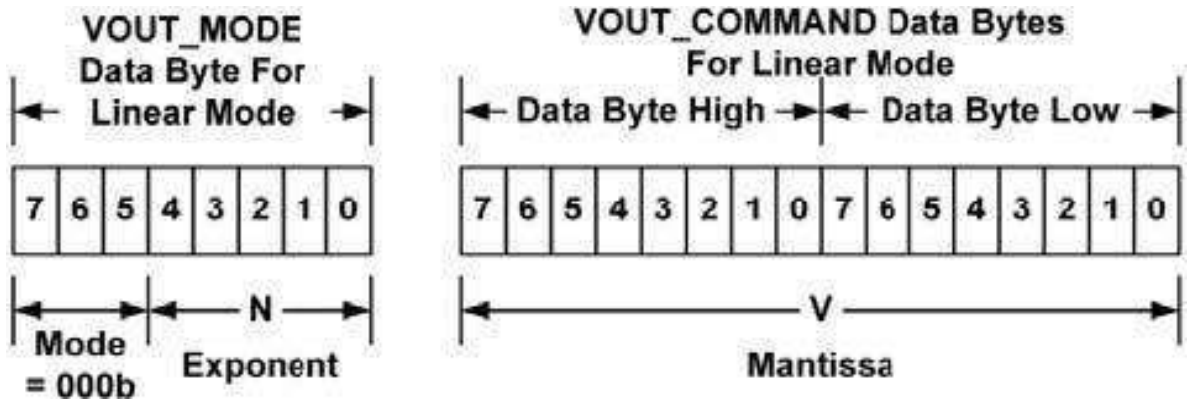 VOUT_MODE
Data Byte For
Linear Mode
7 6 5 4 3 2 1 0
N
Mode
= 000b
Exponent
VOUT_COMMAND Data Bytes
For Linear Mode
Data Byte High
Data Byte Low
7 6 5 4 3 2 1 0 7 6 5 4 3 2 1 0
V
Mantissa